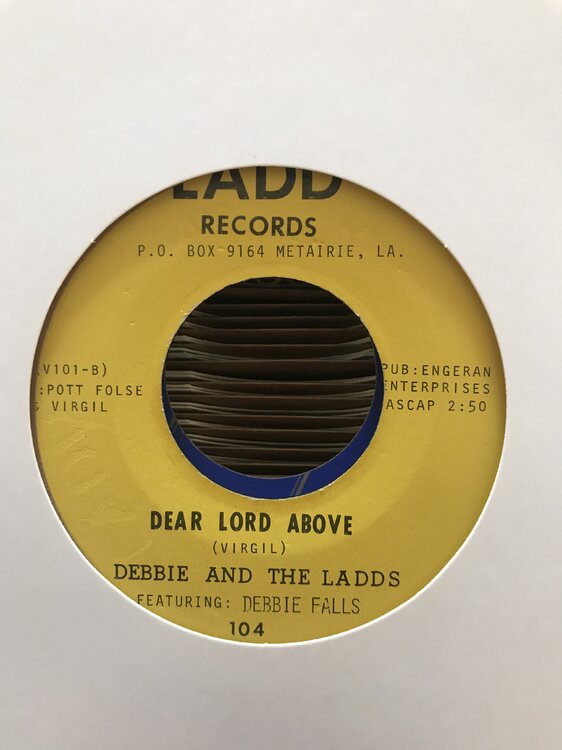 LADD
RECORDS
P.O. BOX 9164 METAIRIE, LA.
V101-B)
:POTT FOLSE
& VIRGIL
PUB:ENGERAN
ENTERPRISES
ASCAP 2:50
DEAR LORD ABOVE
(VIRGIL)
DEBBIE AND THE LADDS
FEATURING: DEBBIE FALLS
104